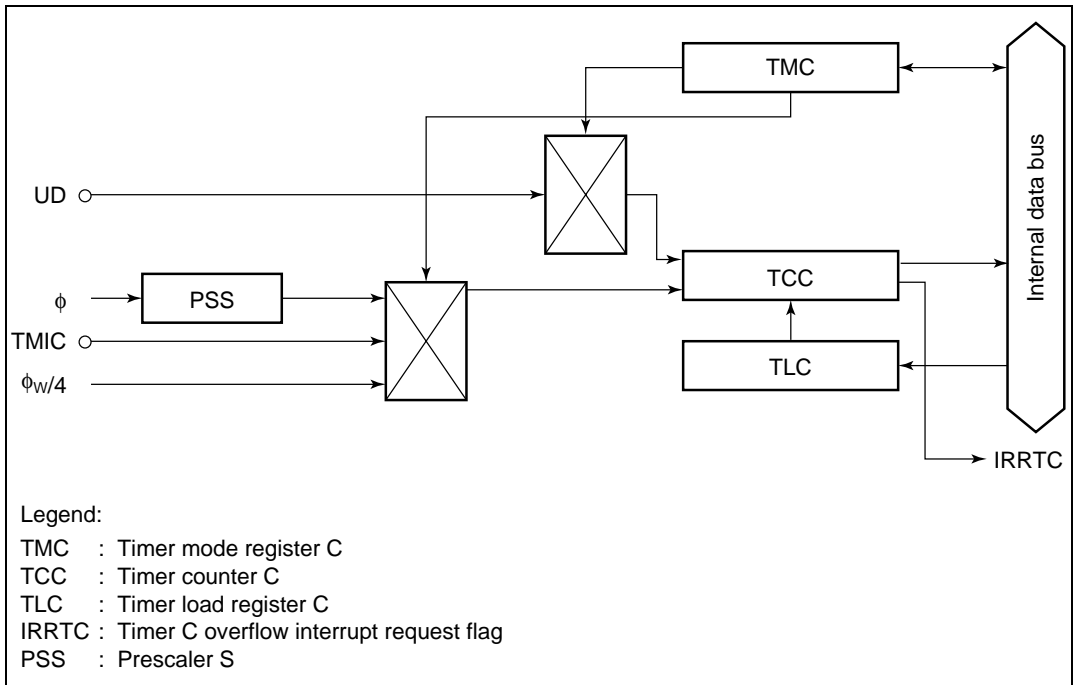 TMC
UD
TCC
Internal data bus
ϕ
PSS
TMIC
TLC
ϕW/4
IRRTC
Legend:
TMC : Timer mode register C
TCC : Timer counter C
TLC : Timer load register C
IRRTC : Timer C overflow interrupt request flag
PSS : Prescaler S